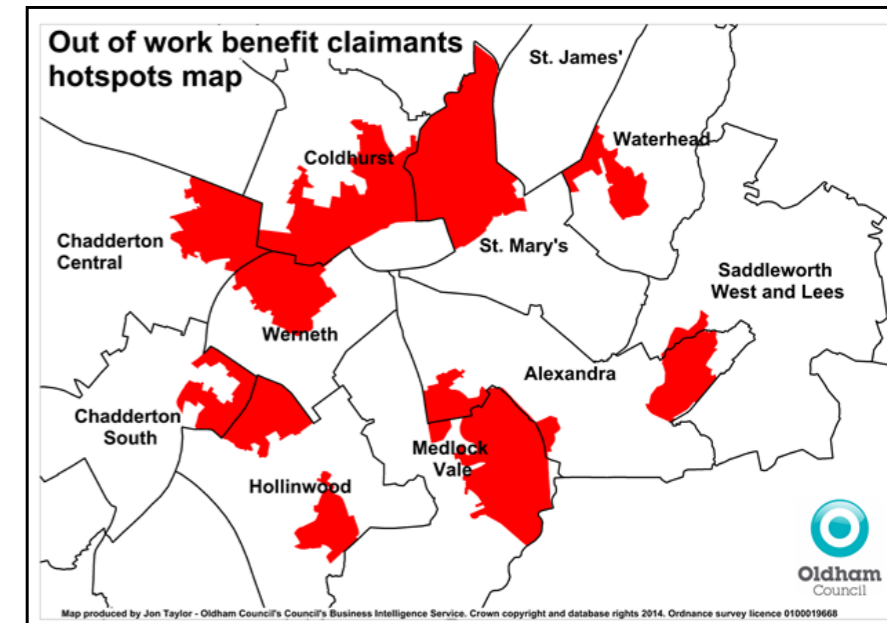 Out of work benefit claimants
hotspots map
St. James'
Waterhead
Coldhurst
Chadderton
Central
St. Mary's
Saddleworth
West and Lees
Werneth
Alexandra
Chadderton
South
Medlock
Vale
Hollinwood
Oldham
Council
Map produced by Jon Taylor - Oldham Council's Council's Business Intelligence Service. Crown copyright and database rights 2014. Ordnance survey licence 0100019668